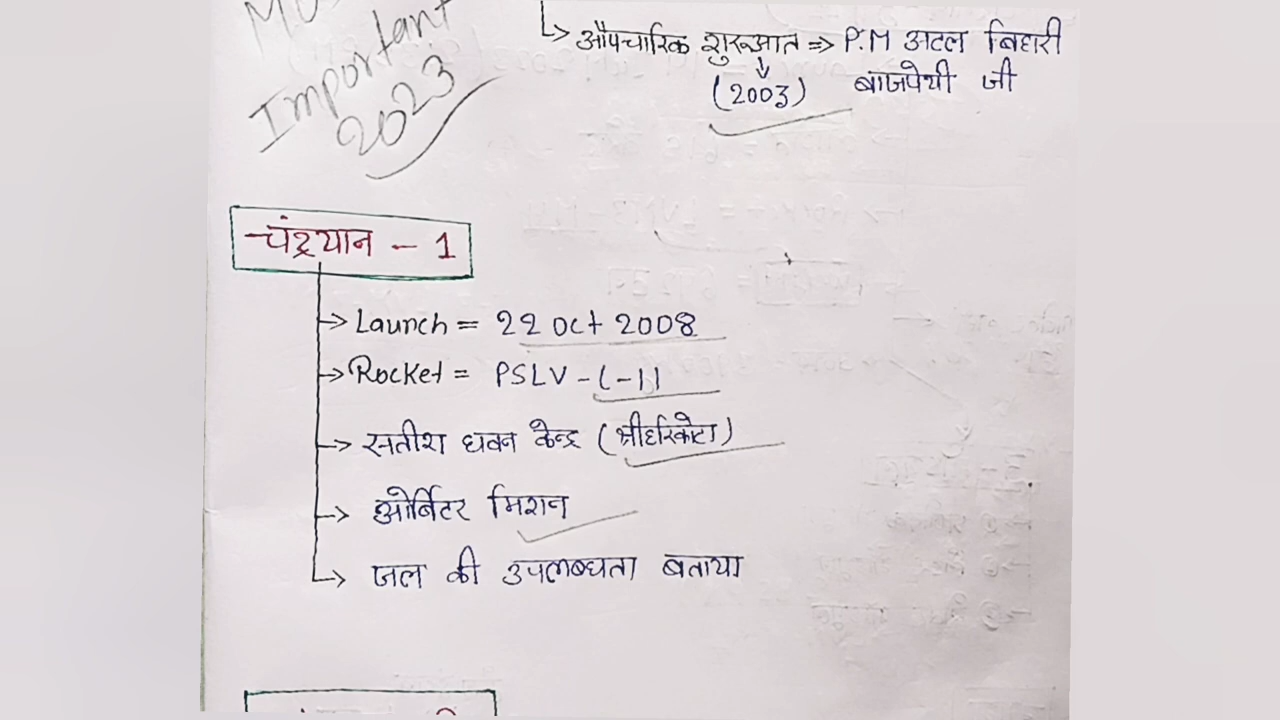 Important
2023
औपचारिक शुरूआत => P.M अटल बिहारी
(2003) बाजपेयी जी
चंद्रयान - 1
Launch = 22 Oct 2008
Rocket = PSLV - C - 11
सतीश धवन केन्द्र (श्रीहरिकोटा)
ओर्बिटर मिशन
जल की उपलब्धता बताया